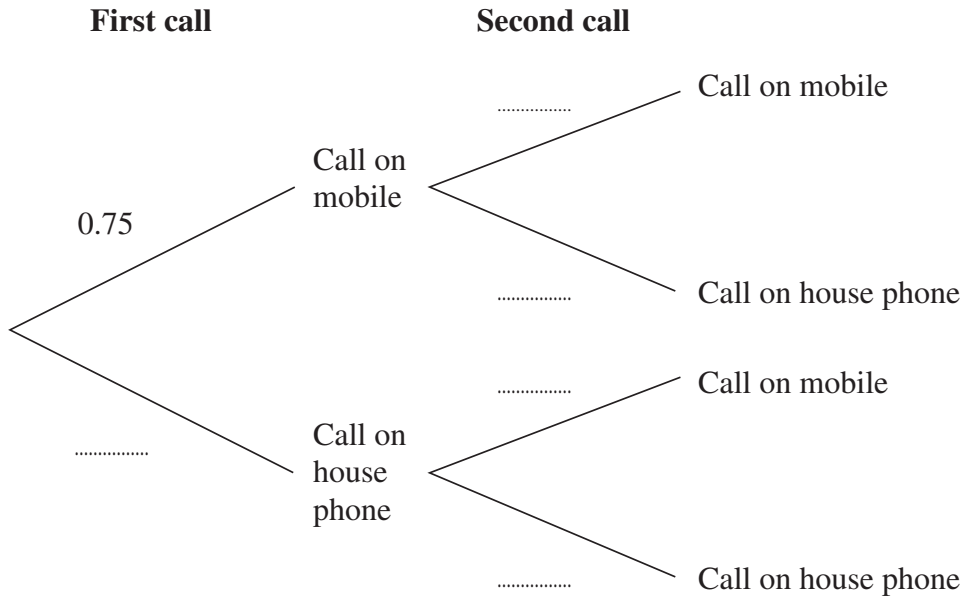 First call
Second call
Call on mobile
................
Call on
mobile
0.75
................
Call on house phone
................
Call on mobile
Call on
house
phone
................
................
Call on house phone